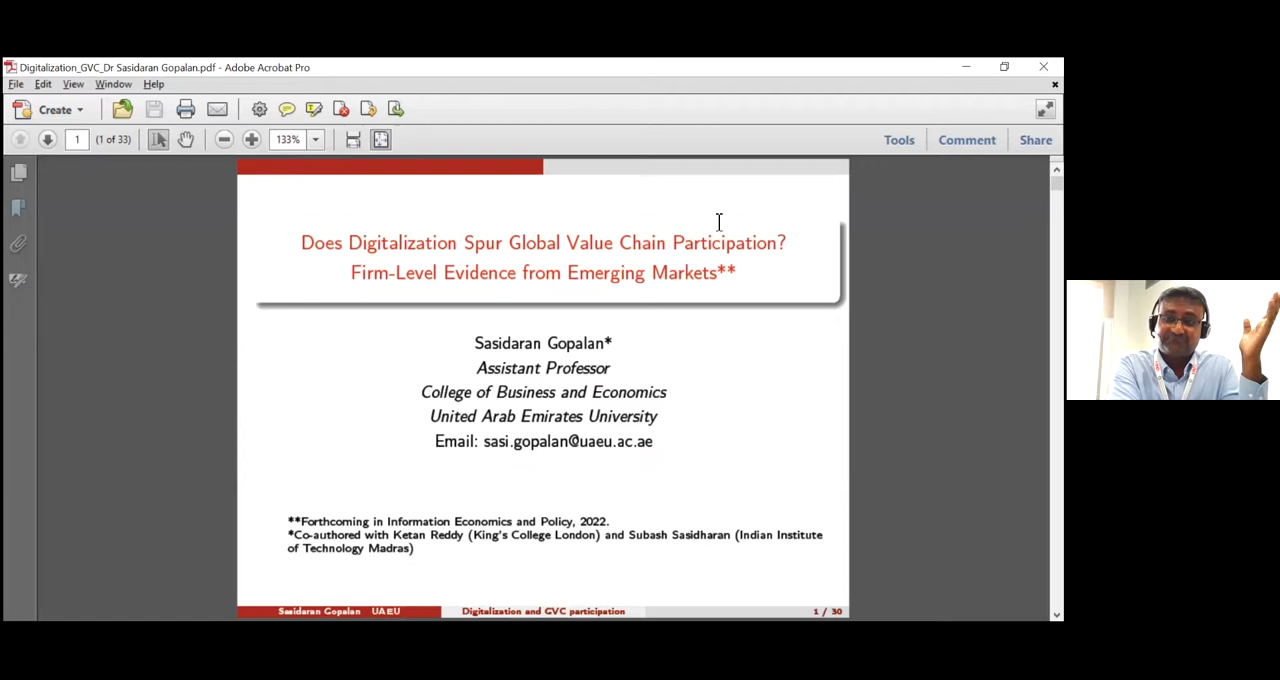 Digitalization_GVC_Dr Sasidaran Gopalan.pdf - Adobe Acrobat Pro
File Edit View Window Help
Create
1 (1 of 33) 133% Tools Comment Share
Does Digitalization Spur Global Value Chain Participation?
Firm-Level Evidence from Emerging Markets**
Sasidaran Gopalan*
Assistant Professor
College of Business and Economics
United Arab Emirates University
Email: sasi.gopalan@uaeu.ac.ae
**Forthcoming in Information Economics and Policy, 2022.
*Co-authored with Ketan Reddy (King's College London) and Subash Sasidharan (Indian Institute
of Technology Madras)
Sasidaran Gopalan UAEU Digitalization and GVC participation 1 / 30